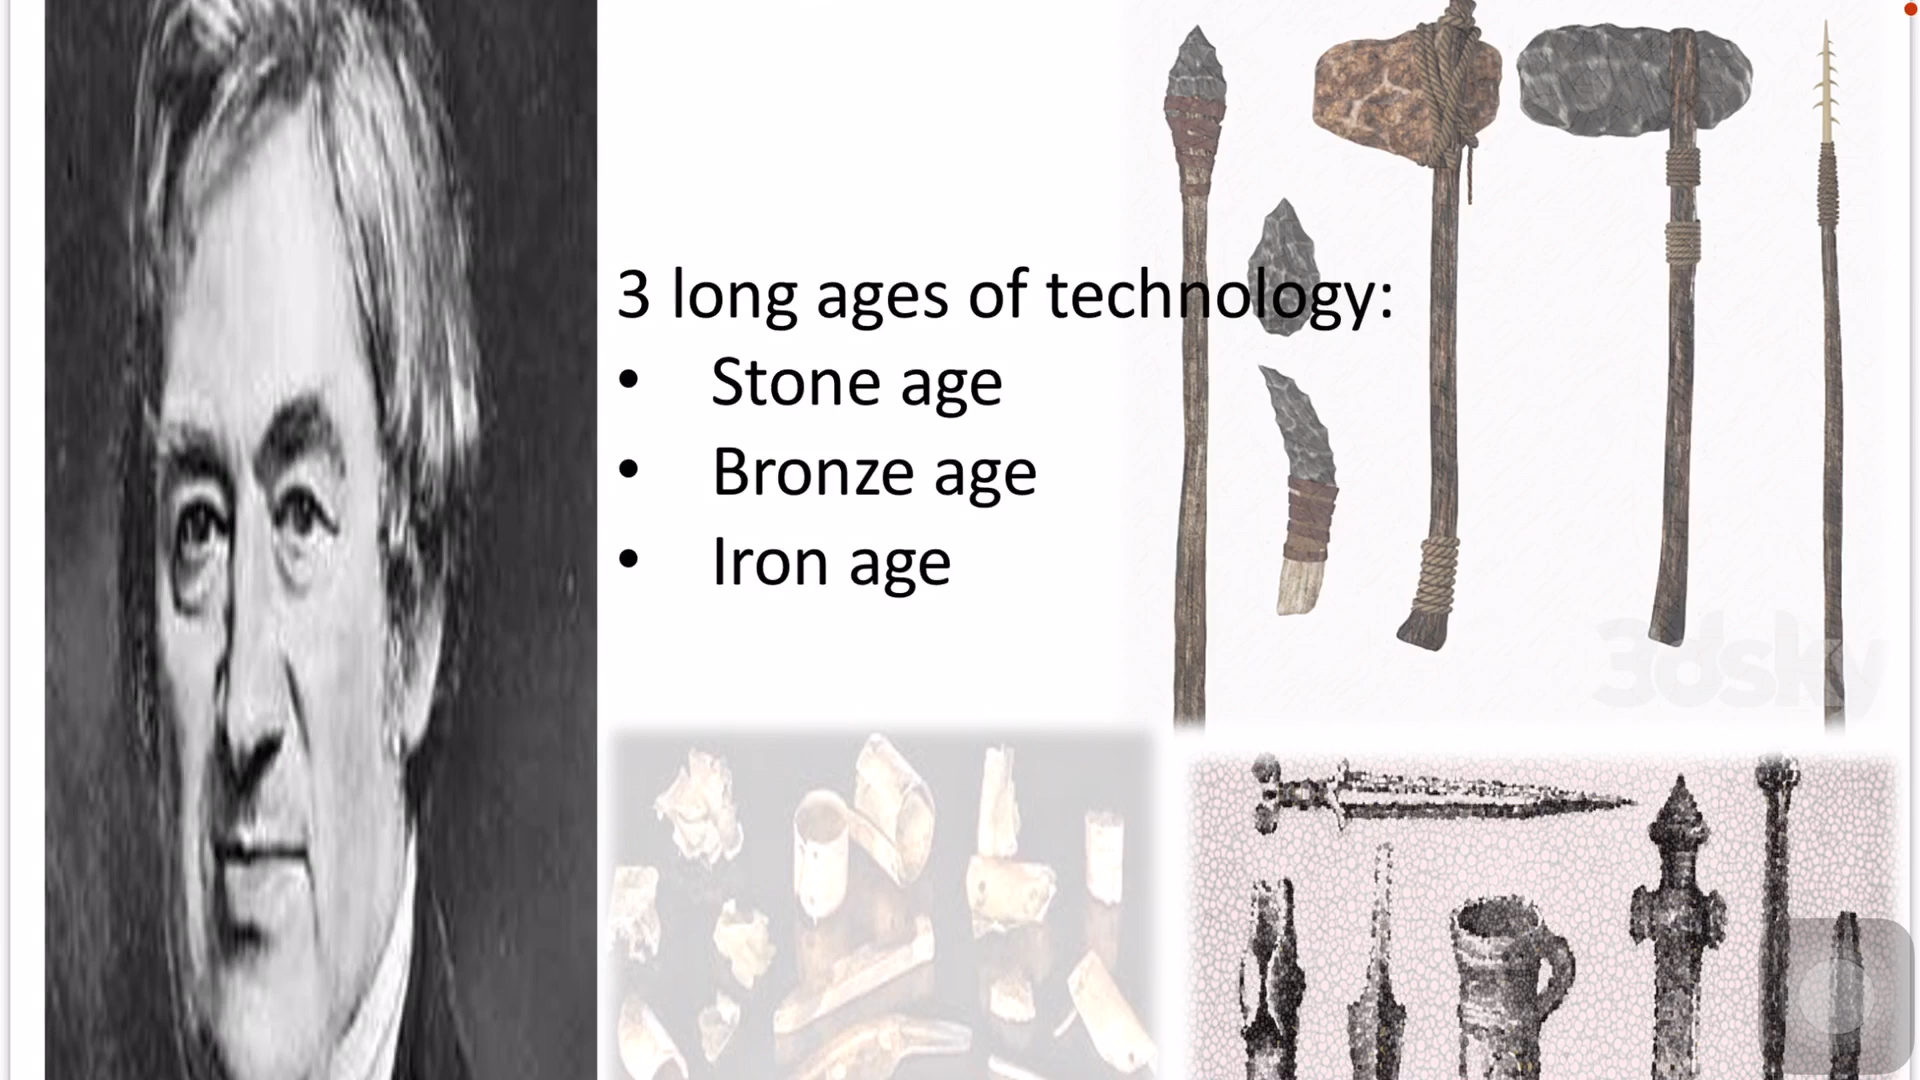 3 long ages of technology:
• Stone age
• Bronze age
• Iron age
3dsky